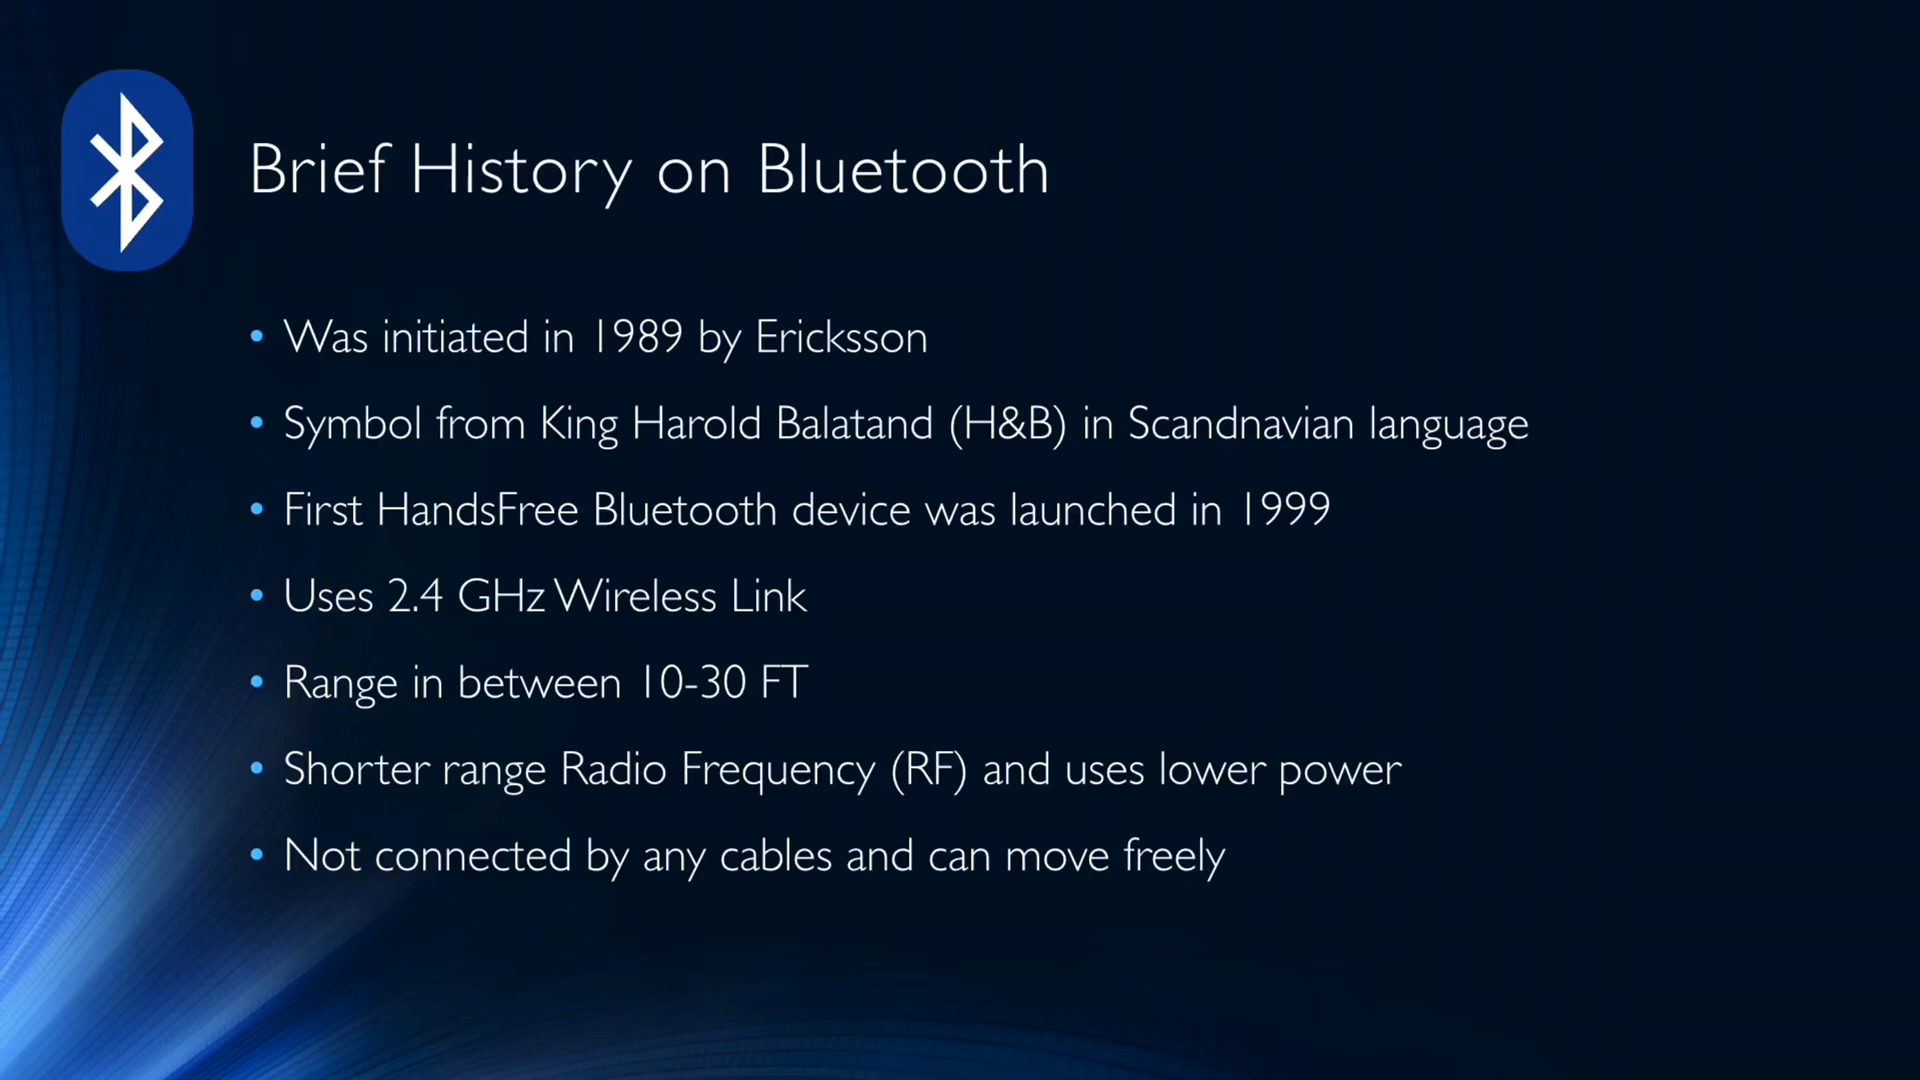 Brief History on Bluetooth
• Was initiated in 1989 by Ericksson
• Symbol from King Harold Balatand (H&B) in Scandnavian language
• First HandsFree Bluetooth device was launched in 1999
• Uses 2.4 GHz Wireless Link
• Range in between 10-30 FT
• Shorter range Radio Frequency (RF) and uses lower power
• Not connected by any cables and can move freely